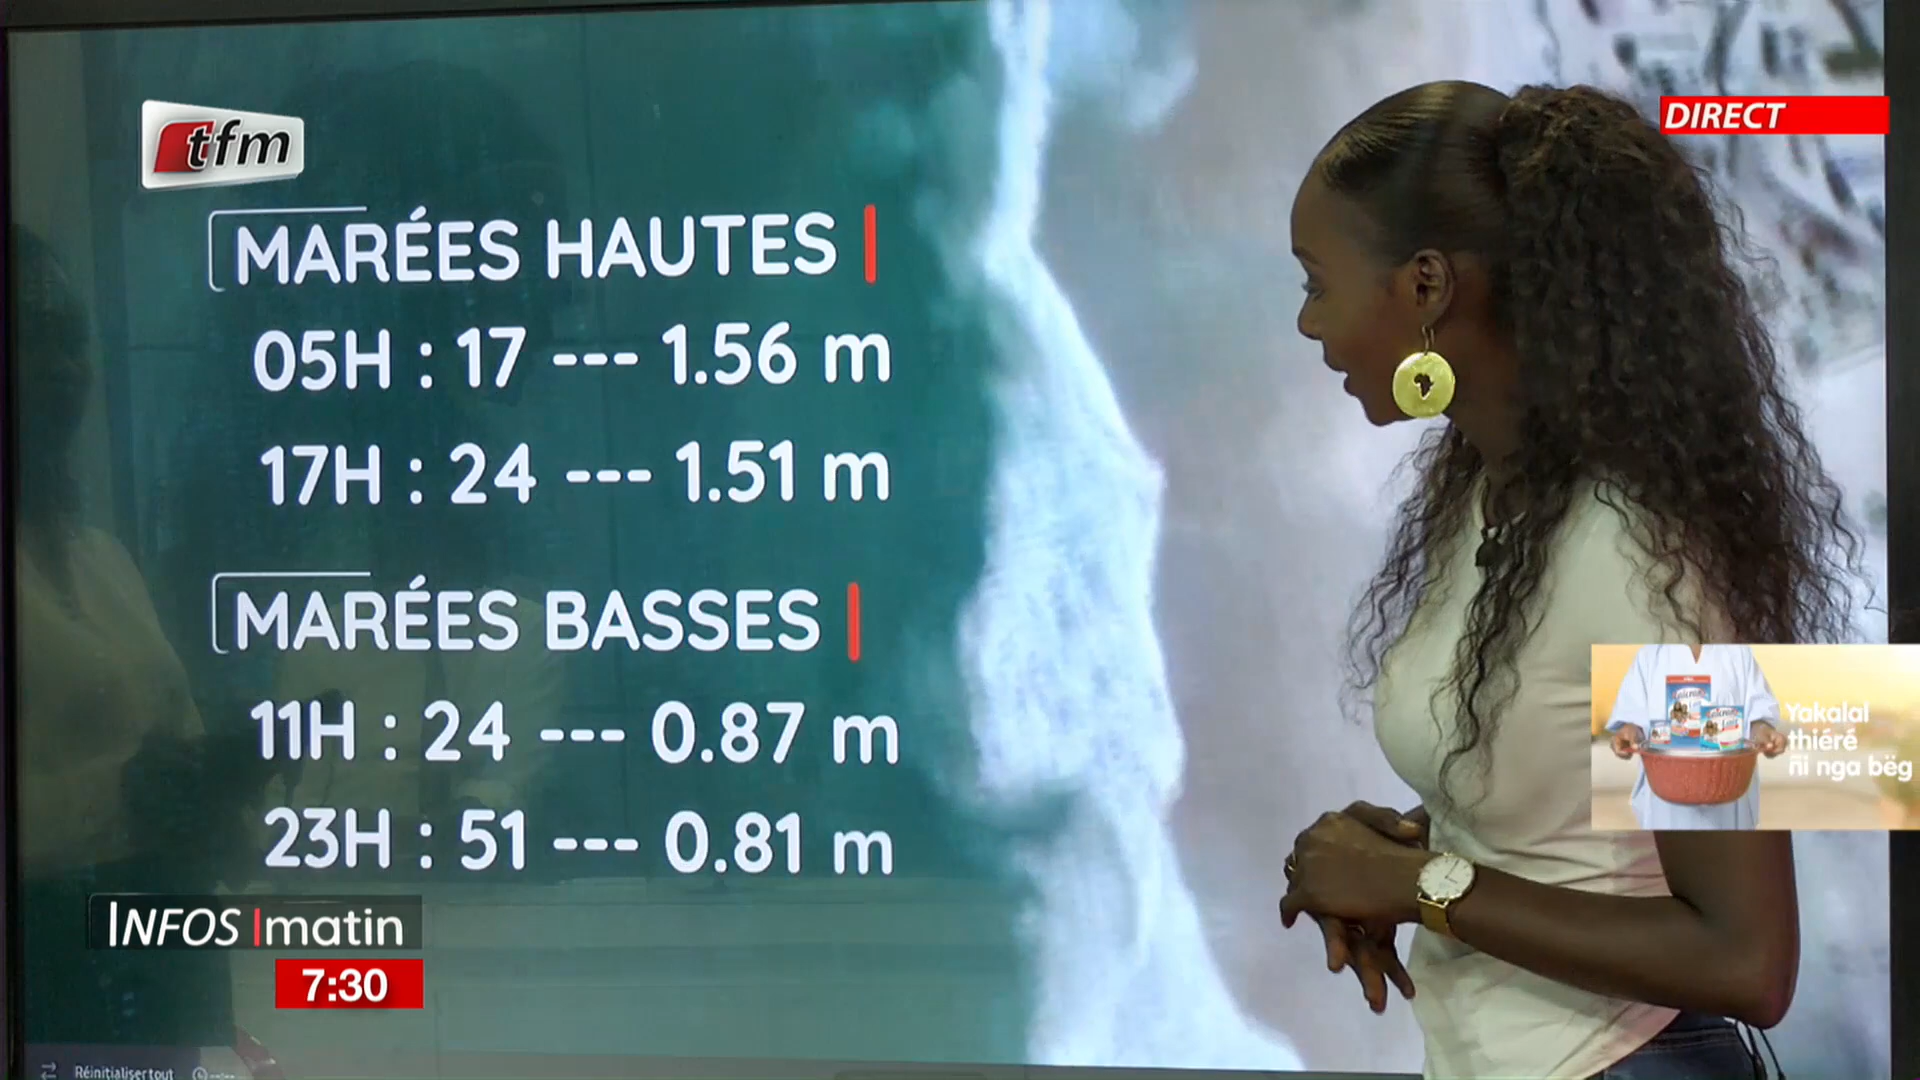 tfm
DIRECT
MARÉES HAUTES
05H : 17 --- 1.56 m
17H : 24 --- 1.51 m
MARÉES BASSES
11H : 24 --- 0.87 m
23H : 51 --- 0.81 m
Yakalal
thiéré
ñi nga bëg
INFOS matin
7:30
Réinitialiser tout